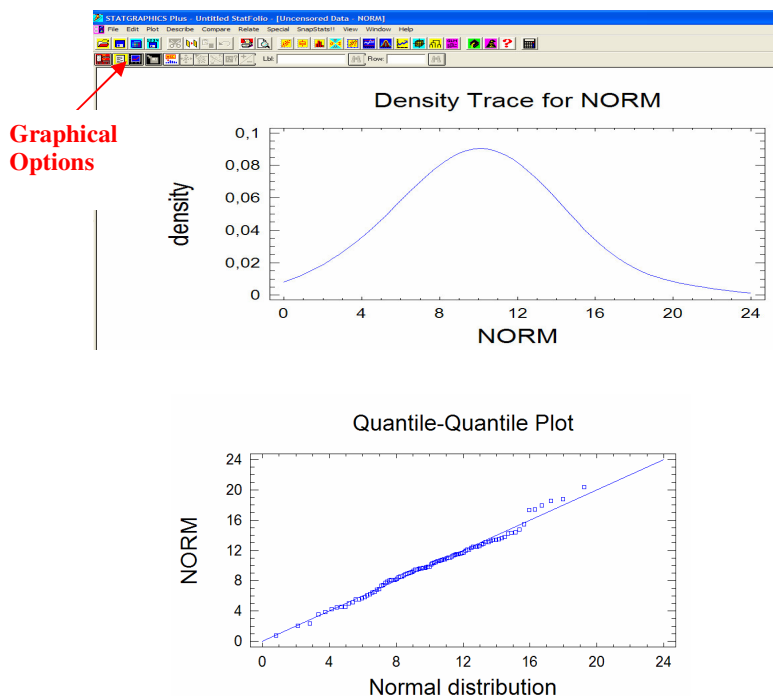 STATGRAPHICS Plus - Untitled StatFolio - [Uncensored Data - NORM]
File Edit Plot Describe Compare Relate Special SnapStats!! View Window Help
Lbl: Row:
Graphical
Options
Density Trace for NORM
density
0,1
0,08
0,06
0,04
0,02
0
0 4 8 12 16 20 24
NORM
Quantile-Quantile Plot
NORM
24
20
16
12
8
4
0
0 4 8 12 16 20 24
Normal distribution